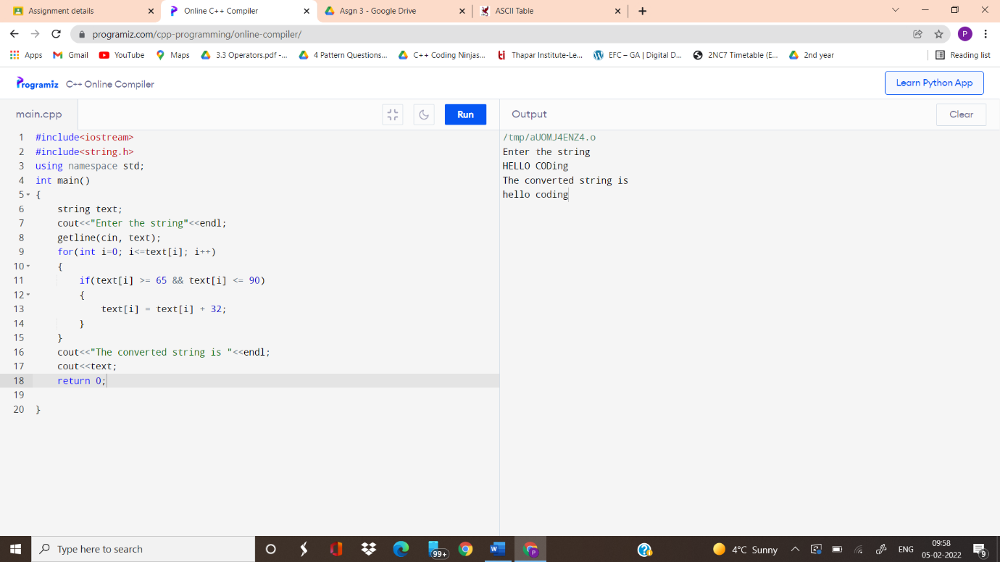 Assignment details
Online C++ Compiler
Asgn 3 - Google Drive
ASCII Table
programiz.com/cpp-programming/online-compiler/
P
Apps
Gmail
YouTube
Maps
3.3 Operators.pdf -...
4 Pattern Questions...
C++ Coding Ninjas...
Thapar Institute-Le...
EFC – GA | Digital D...
2NC7 Timetable (E...
2nd year
Reading list
Programiz
C++ Online Compiler
Learn Python App
main.cpp
Run
Output
Clear
1 #include<iostream>
2 #include<string.h>
3 using namespace std;
4 int main()
5 {
6 string text;
7 cout<<"Enter the string"<<endl;
8 getline(cin, text);
9 for(int i=0; i<=text[i]; i++)
10 {
11 if(text[i] >= 65 && text[i] <= 90)
12 {
13 text[i] = text[i] + 32;
14 }
15 }
16 cout<<"The converted string is "<<endl;
17 cout<<text;
18 return 0;
19
20 }
/tmp/aUOMJ4ENZ4.o
Enter the string
HELLO CODing
The converted string is
hello coding
Type here to search
99+
P
4°C Sunny
ENG
09:58
05-02-2022
9